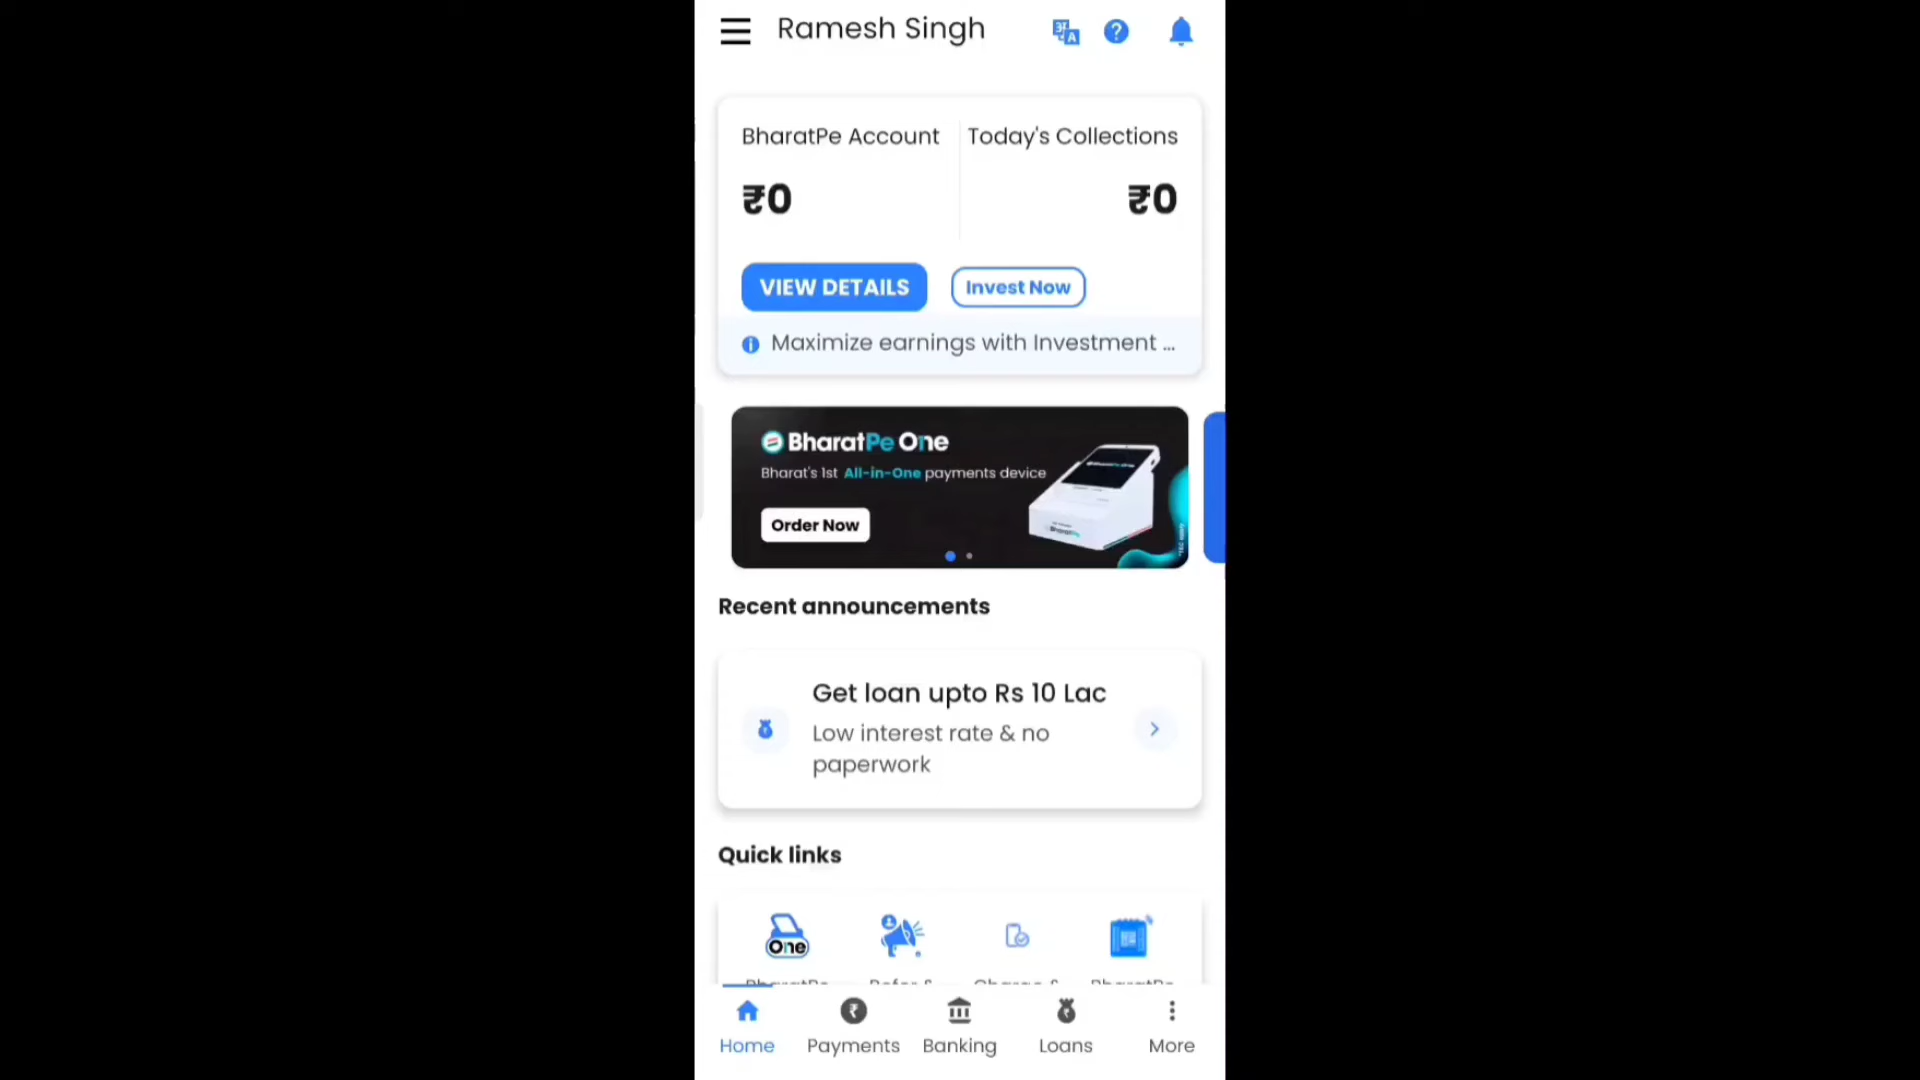 Ramesh Singh
BharatPe Account
Today's Collections
₹0
₹0
VIEW DETAILS
Invest Now
Maximize earnings with Investment ...
BharatPe One
Bharat's 1st All-in-One payments device
Order Now
Recent announcements
Get loan upto Rs 10 Lac
Low interest rate & no
paperwork
Quick links
One
Home
Payments
Banking
Loans
More